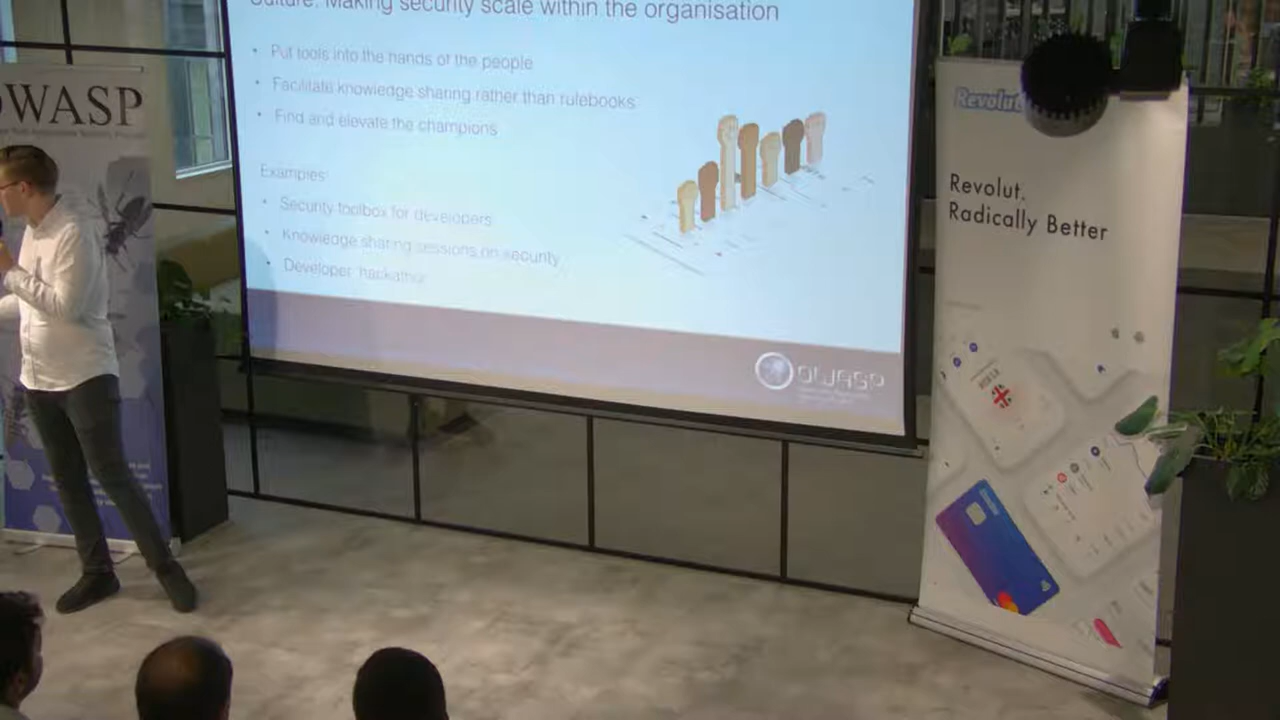 Culture: Making security scale within the organisation
• Put tools into the hands of the people
• Facilitate knowledge sharing rather than rulebooks
• Find and elevate the champions
Examples:
• Security toolbox for developers
• Knowledge sharing sessions on security
• Developer hackathon
OWASP
WASP
Revolut
Revolut.
Radically Better